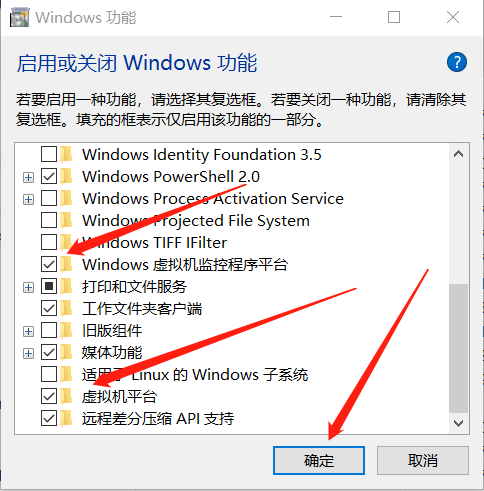 Windows 功能
启用或关闭 Windows 功能
?
若要启用一种功能，请选择其复选框。若要关闭一种功能，请清除其
复选框。填充的框表示仅启用该功能的一部分。
Windows Identity Foundation 3.5
Windows PowerShell 2.0
Windows Process Activation Service
Windows Projected File System
Windows TIFF IFilter
Windows 虚拟机监控程序平台
打印和文件服务
工作文件夹客户端
旧版组件
媒体功能
适用于 Linux 的 Windows 子系统
虚拟机平台
远程差分压缩 API 支持
确定
取消